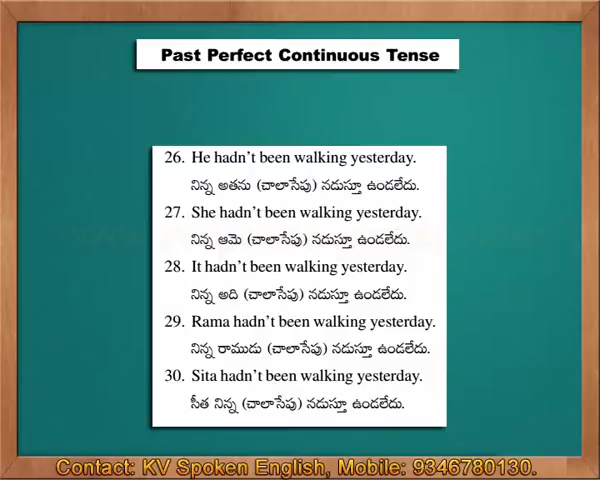 Past Perfect Continuous Tense
26. He hadn't been walking yesterday.
నిన్న అతను (చాలాసేపు) నడుస్తూ ఉండలేదు.
27. She hadn't been walking yesterday.
నిన్న ఆమె (చాలాసేపు) నడుస్తూ ఉండలేదు.
28. It hadn't been walking yesterday.
నిన్న అది (చాలాసేపు) నడుస్తూ ఉండలేదు.
29. Rama hadn't been walking yesterday.
నిన్న రాముడు (చాలాసేపు) నడుస్తూ ఉండలేదు.
30. Sita hadn't been walking yesterday.
సీత నిన్న (చాలాసేపు) నడుస్తూ ఉండలేదు.
Contact: KV Spoken English, Mobile: 9346780130.